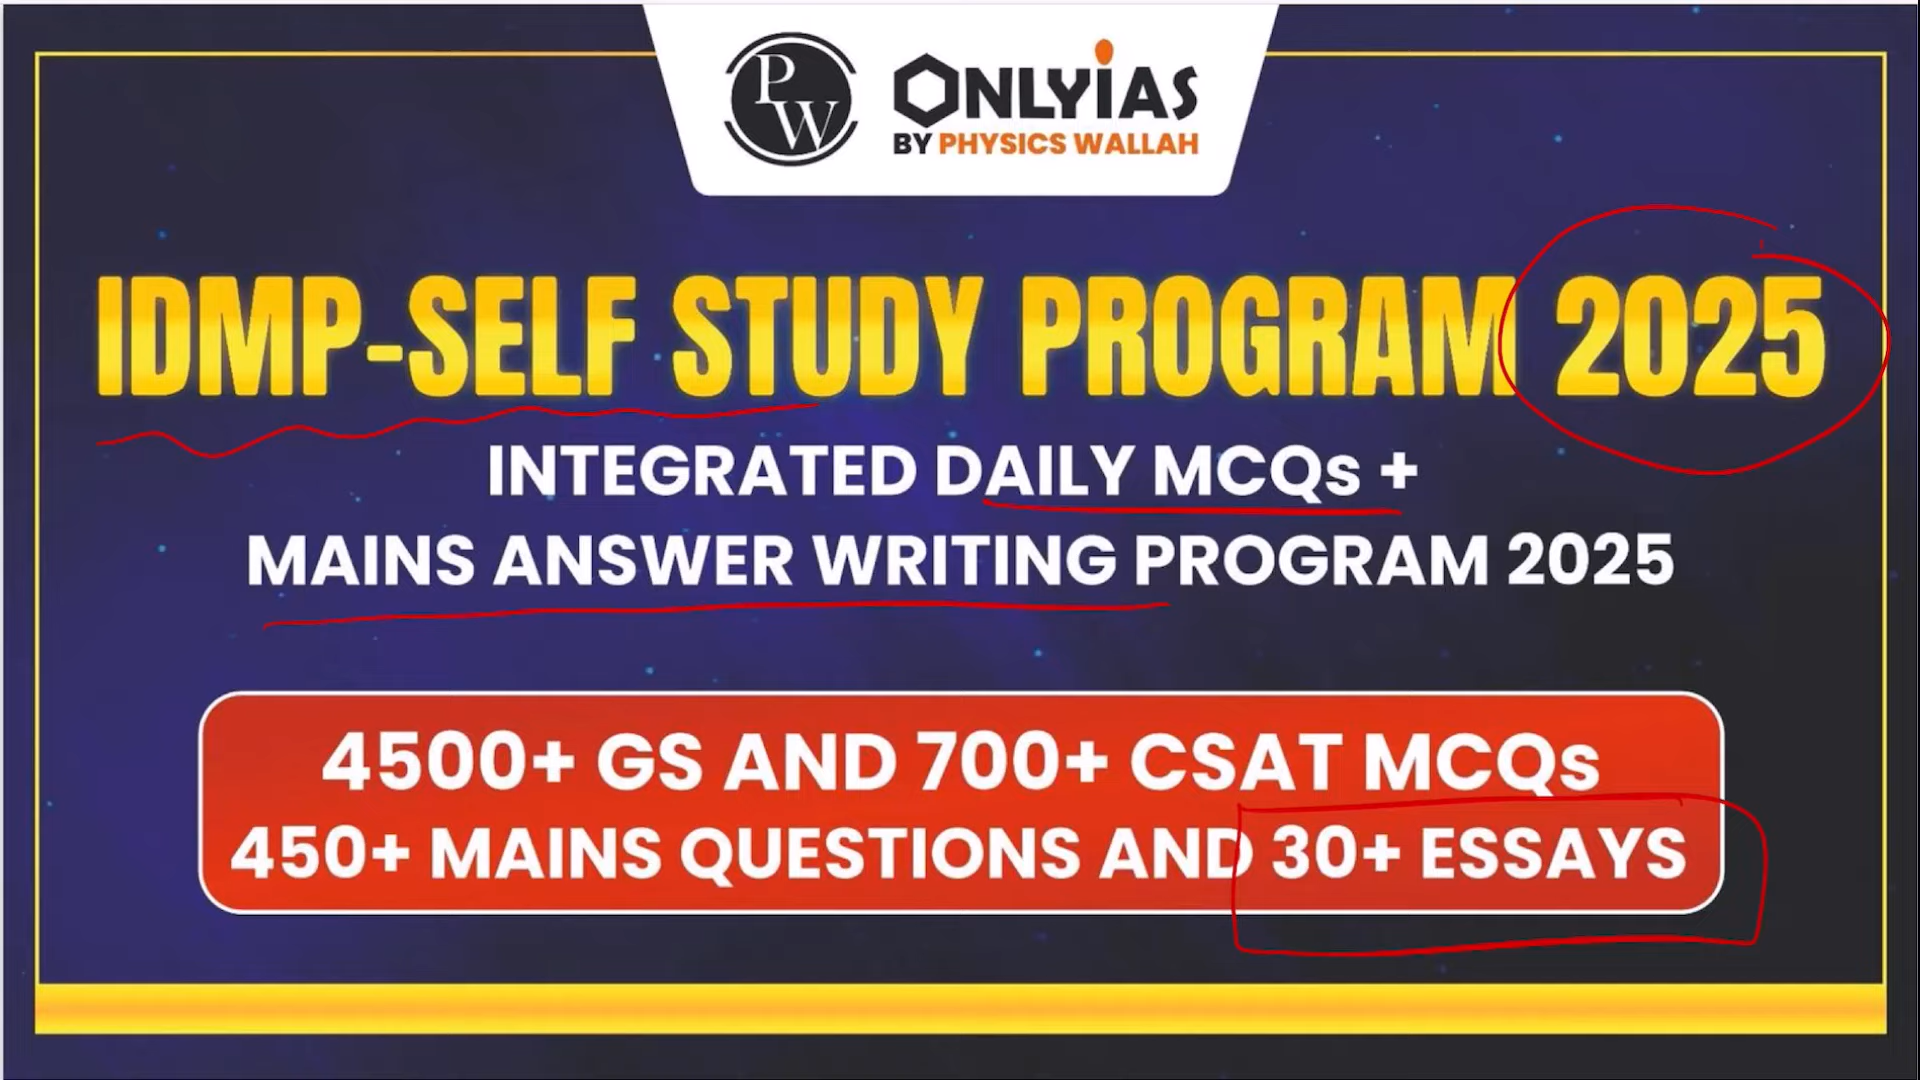 PW
ONLYiAS
BY PHYSICS WALLAH
IDMP-SELF STUDY PROGRAM 2025
INTEGRATED DAILY MCQs +
MAINS ANSWER WRITING PROGRAM 2025
4500+ GS AND 700+ CSAT MCQs
450+ MAINS QUESTIONS AND 30+ ESSAYS